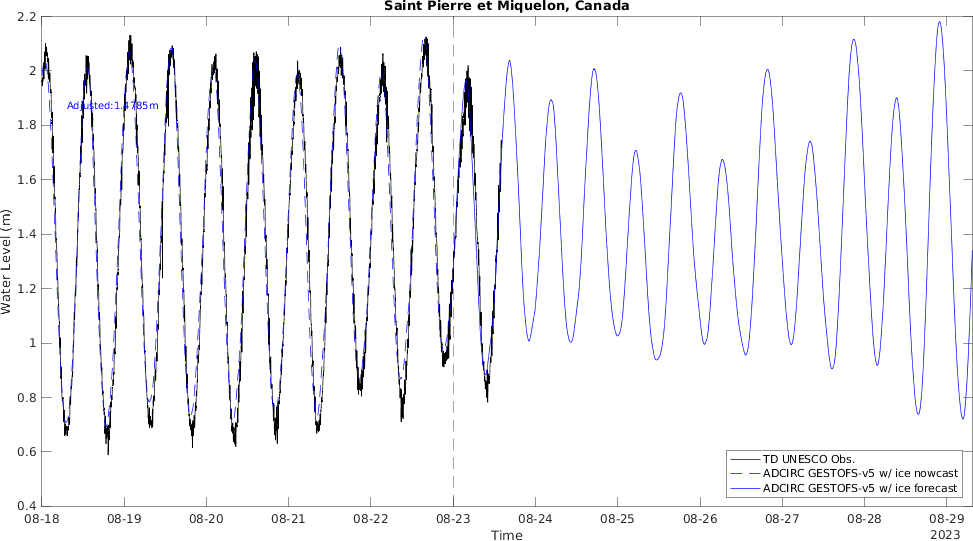 Saint Pierre et Miquelon, Canada
2.2
2
1.8
1.6
1.4
1.2
1
0.8
0.6
0.4
Water Level (m)
Adjusted:1.4785m
TD UNESCO Obs.
ADCIRC GESTOFS-v5 w/ ice nowcast
ADCIRC GESTOFS-v5 w/ ice forecast
08-18 08-19 08-20 08-21 08-22 08-23 08-24 08-25 08-26 08-27 08-28 08-29
2023
Time